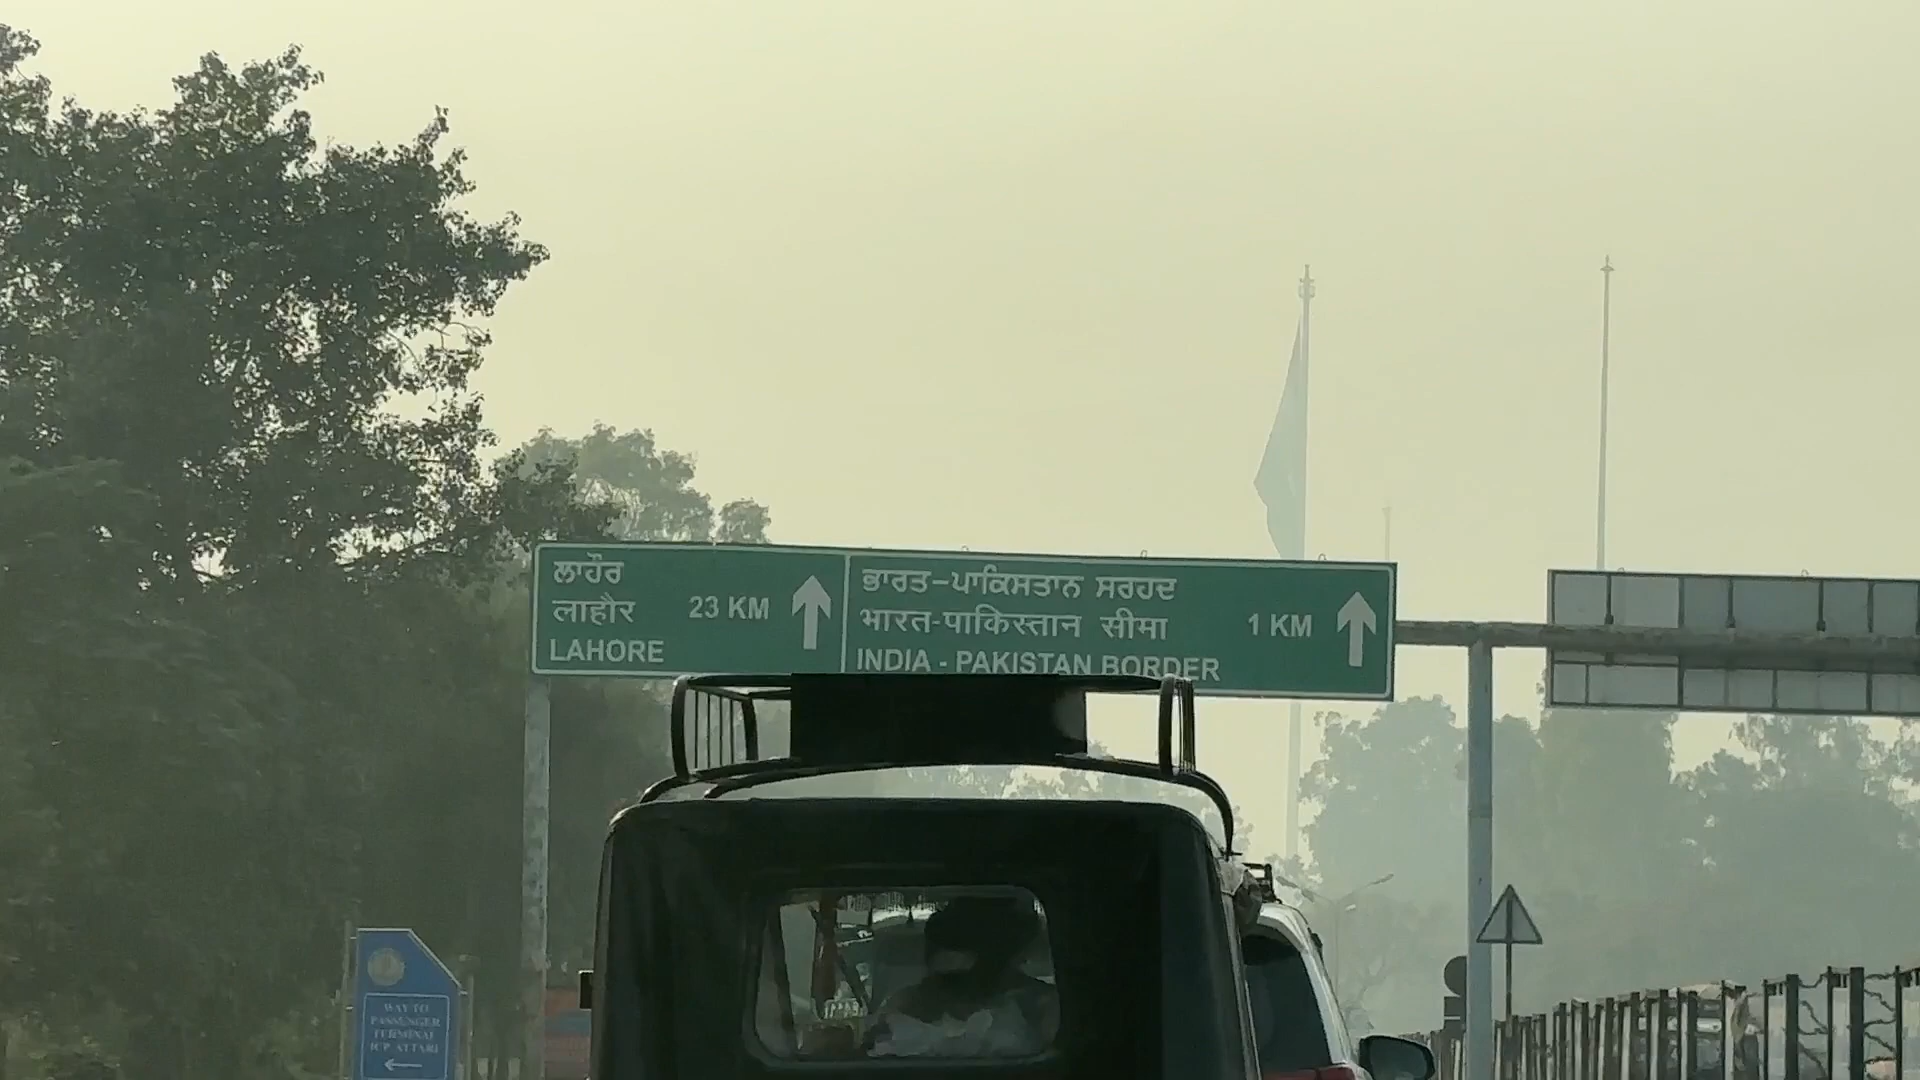 ਲਾਹੌਰ
लाहौर
LAHORE
23 KM
ਭਾਰਤ-ਪਾਕਿਸਤਾਨ ਸਰਹਦ
भारत-पाकिस्तान सीमा
INDIA - PAKISTAN BORDER
1 KM
WAY TO
PASSENGER
TERMINAL
ICP ATTARI